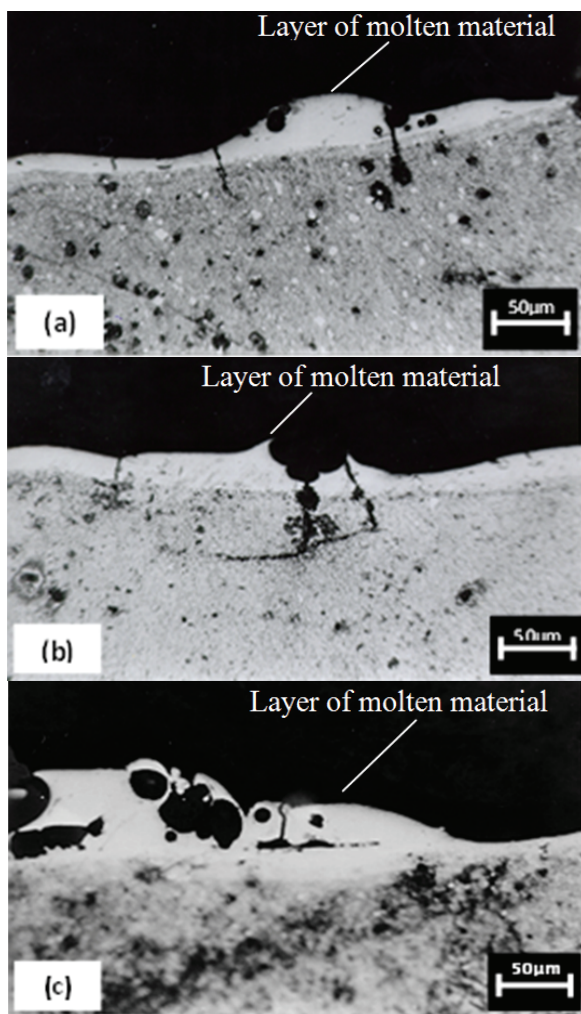 Layer of molten material
(a)
50µm
Layer of molten material
(b)
50µm
Layer of molten material
(c)
50µm